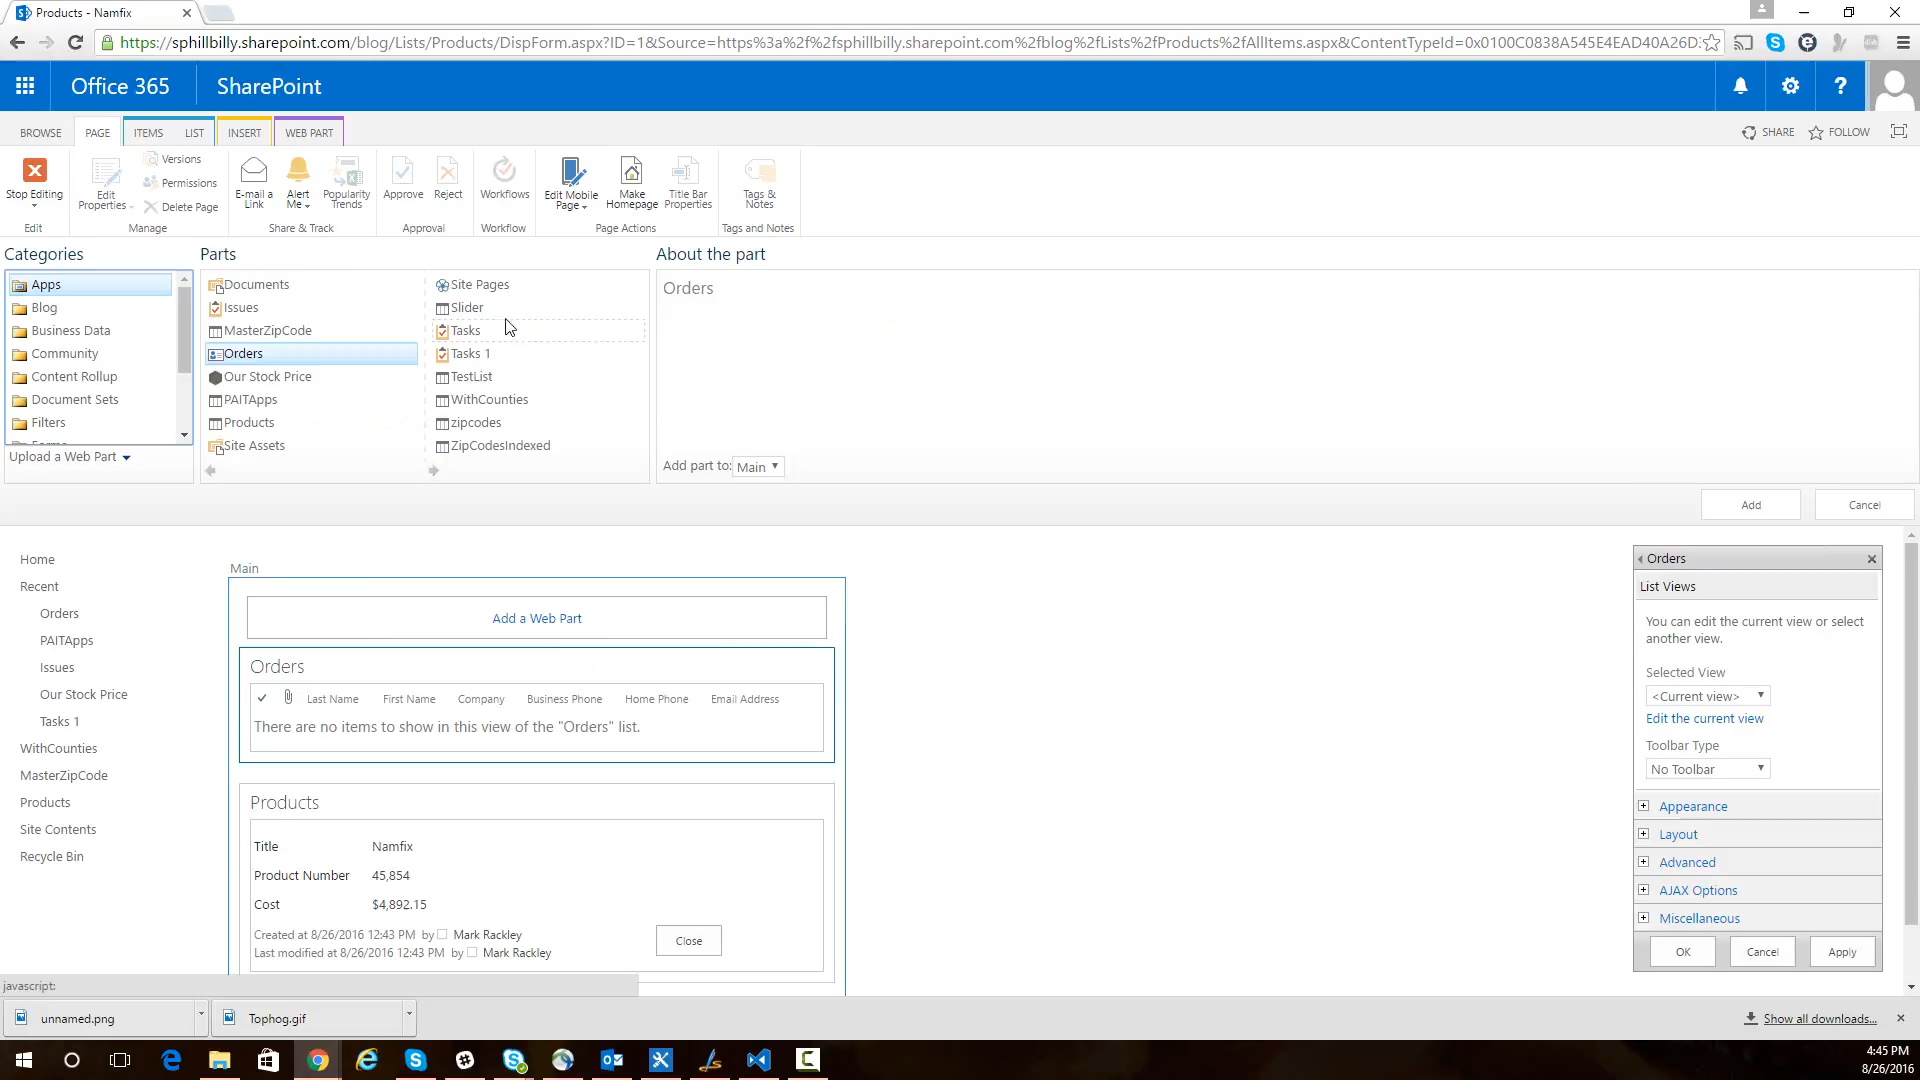 Products - Namfix
https://sphillbilly.sharepoint.com/blog/Lists/Products/DispForm.aspx?ID=1&Source=https%3a%2f%2fsphillbilly.sharepoint.com%2fblog%2fLists%2fProducts%2fAllItems.aspx&ContentTypeId=0x0100C0838A545E4EAD40A26D
Office 365
SharePoint
?
BROWSE
PAGE
ITEMS
LIST
INSERT
WEB PART
SHARE
FOLLOW
Stop Editing
Edit Properties
Versions
Permissions
Delete Page
E-mail a Link
Alert Me
Popularity Trends
Approve
Reject
Workflows
Edit Mobile Page
Make Homepage
Title Bar Properties
Tags & Notes
Edit
Manage
Share & Track
Approval
Workflow
Page Actions
Tags and Notes
Categories
Apps
Blog
Business Data
Community
Content Rollup
Document Sets
Filters
Upload a Web Part
Parts
Documents
Issues
MasterZipCode
Orders
Our Stock Price
PAITApps
Products
Site Assets
Site Pages
Slider
Tasks
Tasks 1
TestList
WithCounties
zipcodes
ZipCodesIndexed
About the part
Orders
Add part to: Main
Add
Cancel
Home
Recent
Orders
PAITApps
Issues
Our Stock Price
Tasks 1
WithCounties
MasterZipCode
Products
Site Contents
Recycle Bin
Main
Add a Web Part
Orders
Last Name First Name Company Business Phone Home Phone Email Address
There are no items to show in this view of the "Orders" list.
Products
Title Namfix
Product Number 45,854
Cost $4,892.15
Created at 8/26/2016 12:43 PM by Mark Rackley
Last modified at 8/26/2016 12:43 PM by Mark Rackley
Close
Orders
List Views
You can edit the current view or select
another view.
Selected View
<Current view>
Edit the current view
Toolbar Type
No Toolbar
Appearance
Layout
Advanced
AJAX Options
Miscellaneous
OK
Cancel
Apply
javascript:
unnamed.png
Tophog.gif
Show all downloads...
4:45 PM
8/26/2016